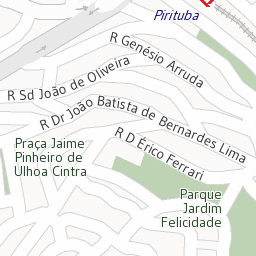 Pirituba
R Genésio Arruda
R Sd João de Oliveira
R Dr João Batista de Bernardes Lima
R D Érico Ferrari
Praça Jaime
Pinheiro de
Ulhoa Cintra
Parque
Jardim
Felicidade